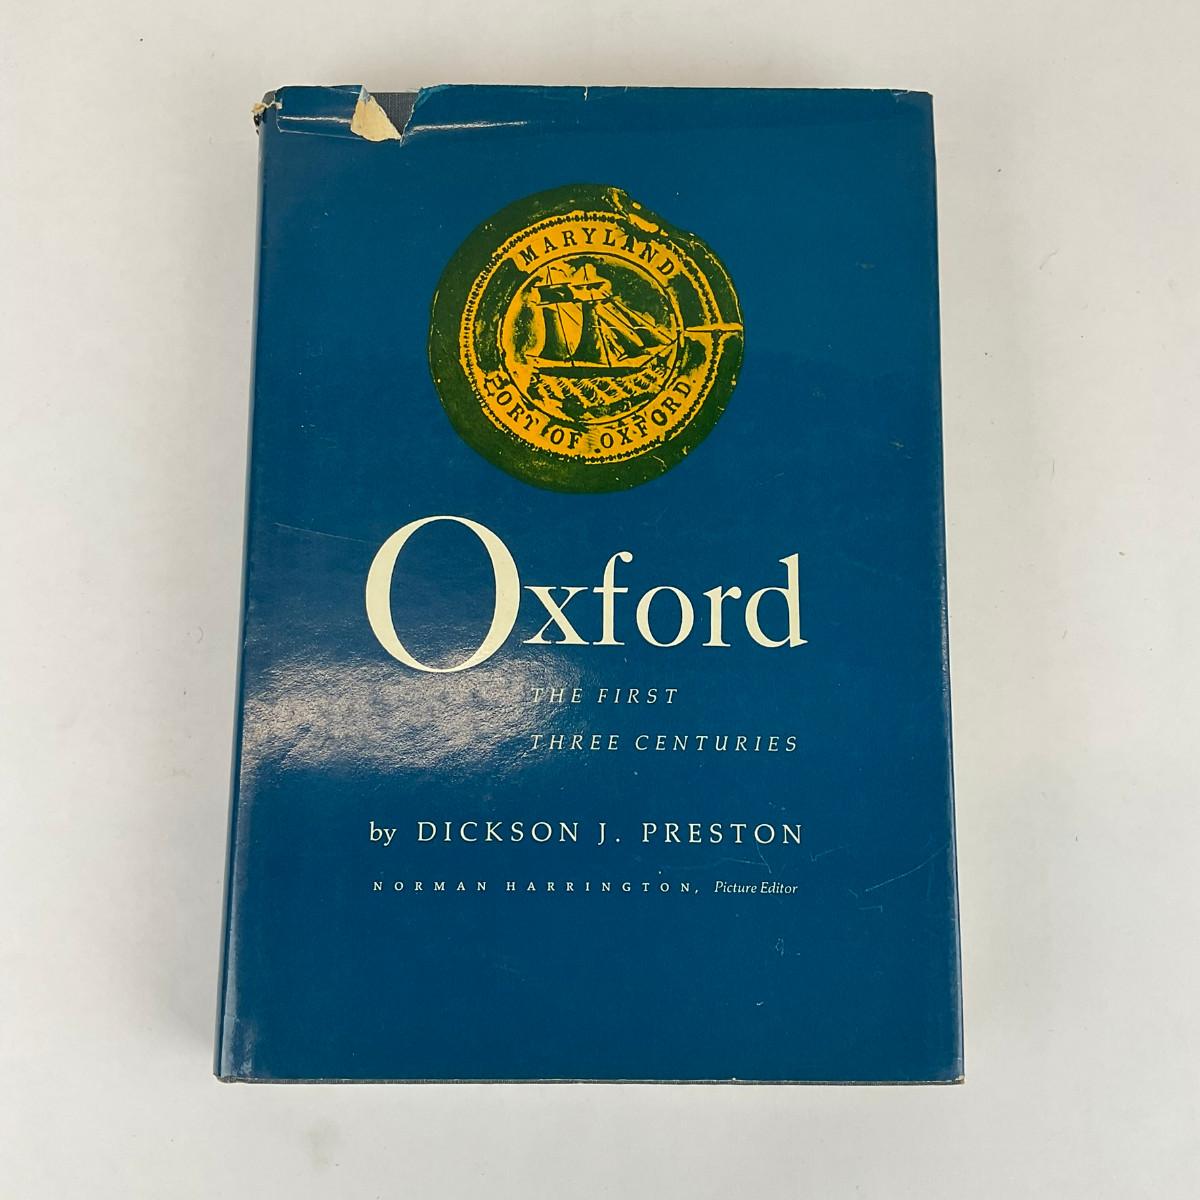 MARYLAND
PORT OF OXFORD.
Oxford
THE FIRST
THREE CENTURIES
by DICKSON J. PRESTON
NORMAN HARRINGTON, Picture Editor